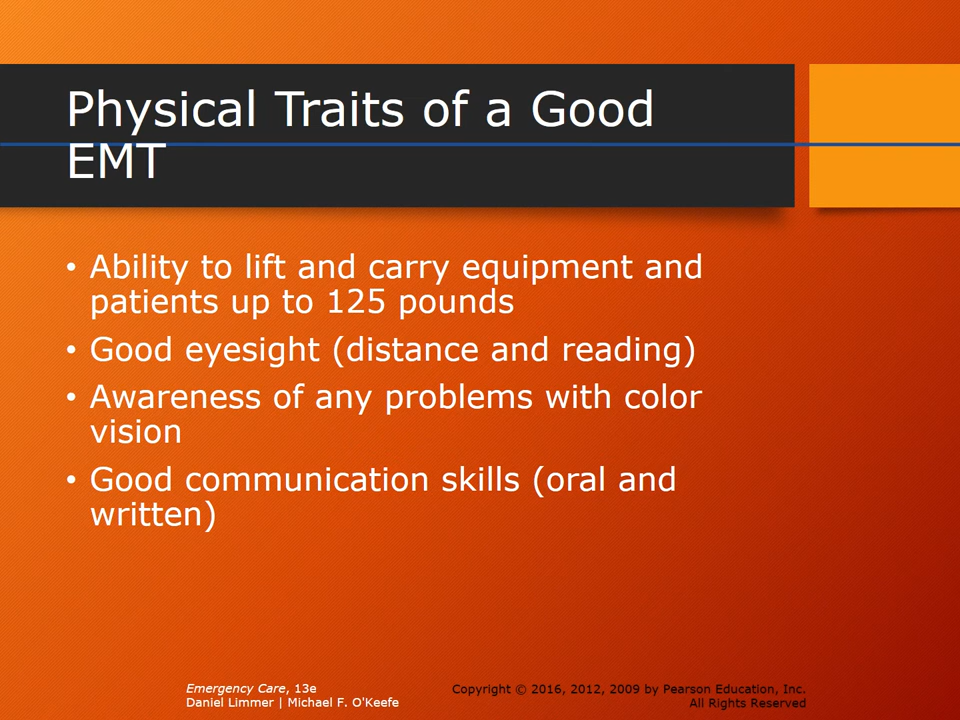 Physical Traits of a Good
EMT
• Ability to lift and carry equipment and
patients up to 125 pounds
• Good eyesight (distance and reading)
• Awareness of any problems with color
vision
• Good communication skills (oral and
written)
Emergency Care, 13e
Daniel Limmer | Michael F. O'Keefe
Copyright © 2016, 2012, 2009 by Pearson Education, Inc.
All Rights Reserved